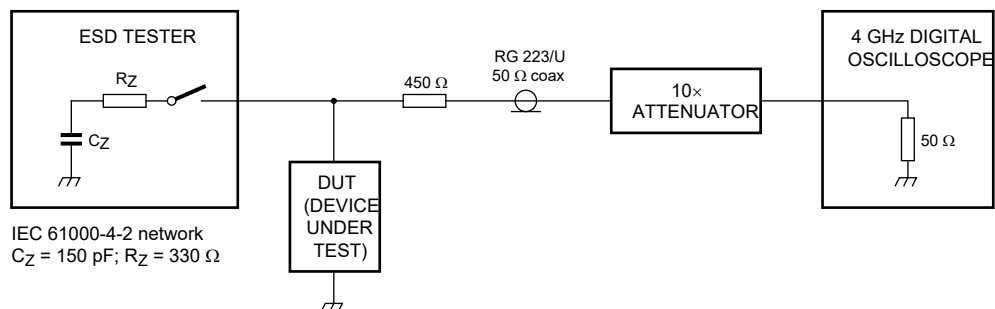 ESD TESTER
RZ
CZ
IEC 61000-4-2 network
CZ = 150 pF; RZ = 330 Ω
450 Ω
RG 223/U
50 Ω coax
DUT
(DEVICE
UNDER
TEST)
10×
ATTENUATOR
4 GHz DIGITAL
OSCILLOSCOPE
50 Ω